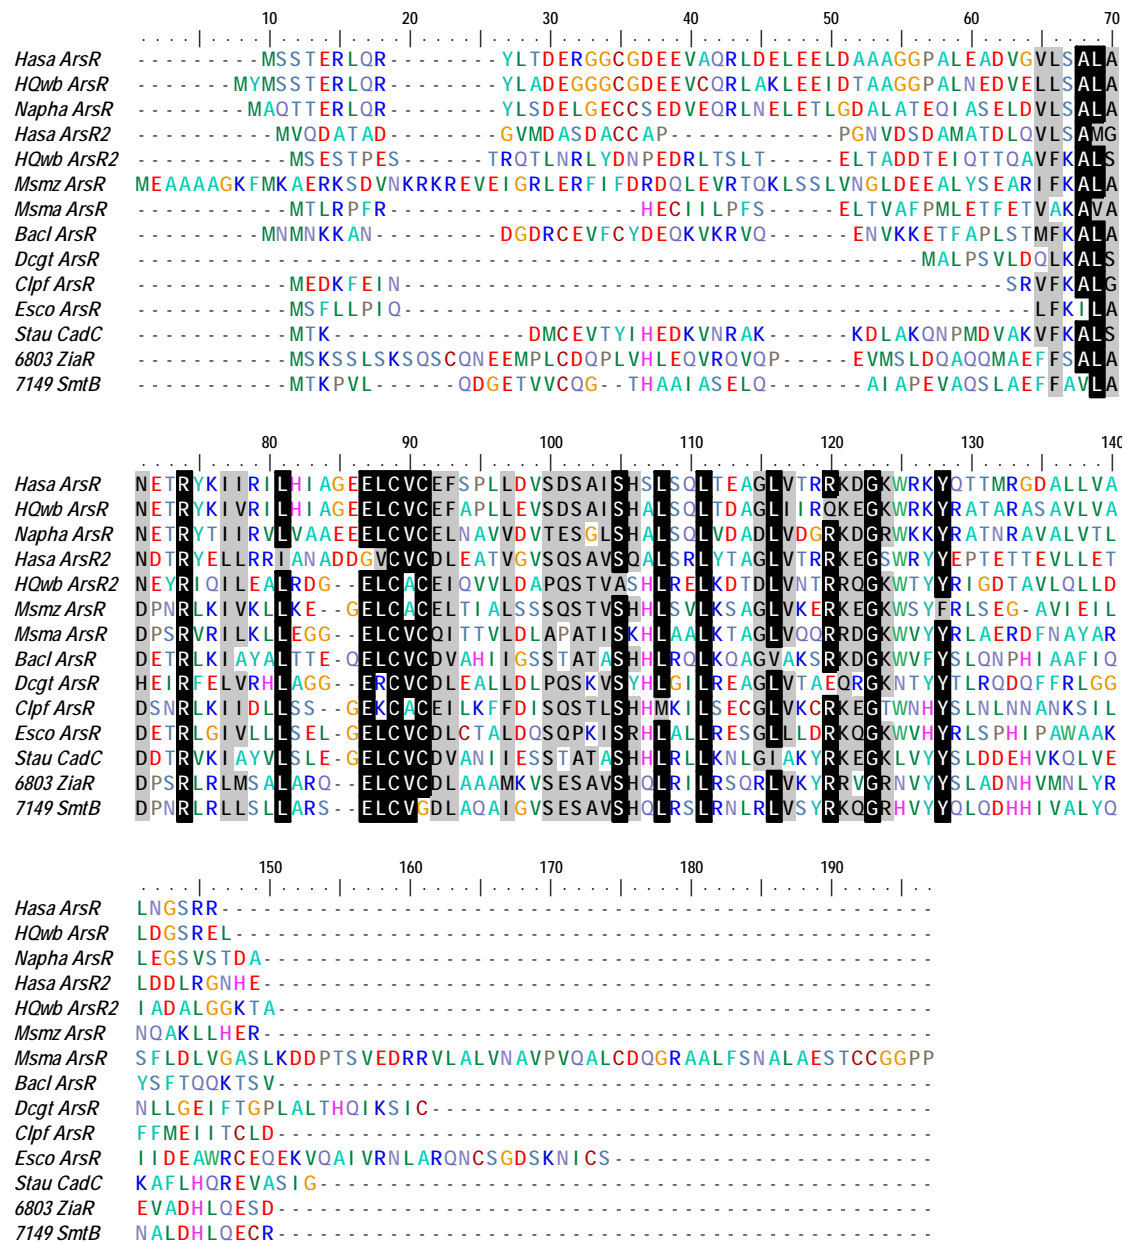 10 20 30 40 50 60 70
Hasa ArsR ---------MSSTERLQR--------YLTDERGGCGDEEVAQRLDELEELDAAAGGPALEADVGVLSALA
HQwb ArsR -------MYMSSTERLQR--------YLADEGGGCGDEEVCQRLAKLEEIDTAAGGPALNEDVELLSALA
Napha ArsR --------MAQTTERLQR--------YLSDELGECCSEDVEQRLNELETLGDALATEQIASELDVLSALA
Hasa ArsR2 ----------MVQDATAD--------GVMDASDACCAP------------PGNVDSDAMATDLQVLSAMG
HQwb ArsR2 -----------MSESTPES------TRQTLNRLYDNPEDRLTSLT-----ELTADDTEIQTTQAVFKALS
Msmz ArsR MEAAAAGKFMKAERKSDVNKRKREVEIGRLERFIFDRDQLEVRTQKLSSLVNGLDEEALYSEARIFKALA
Msma ArsR -----------MTLRPFR------------------HECIILPFS-----ELTVAFPMLETFETVAKAVA
Bacl ArsR ---------MNMNKKAN---------DGDRCEVFCYDEQKVKRVQ------ENVKKETFAPLSTMFKALA
Dcgt ArsR --------------------------------------------------------MALPSVLDQLKALS
Clpf ArsR -----------MEDKFEIN-------------------------------------------SRVFKALG
Esco ArsR -----------MSFLLPIQ---------------------------------------------LFKILA
Stau CadC -----------MTK--------------DMCEVTYIHEDKVNRAK------KDLAKQNPMDVAKVFKALS
6803 ZiaR -----------MSKSSLSKSQSCQNEEMPLCDQPLVHLEQVRVQP------EVMSLDQAQQMAEFFSALA
7149 SmtB -----------MTKPVL------QDGETVVCQG--THAAIASELQ-------AIAPEVAQSLAEFFAVLA
80 90 100 110 120 130 140
Hasa ArsR NETRYKIIRILHIAGEELCVCEFSPLLDVSDSAISHSLSQLTEAGLVTRRKDGKWRKYQTTMRGDALLVA
HQwb ArsR NETRYKIVRILHIAGEELCVCEFAPLLEVSDSAISHALSQLTDAGLIIRQKEGKWRKYRATARASAVLVA
Napha ArsR NETRYTIIRVLVVAAEEELCVCELNAVVDVTESGLSHALSQLVDADLVDGRKDGRWKKYRATNRAVALVTL
Hasa ArsR2 NDTRYELLRRIANADDGVCVCDLEATVGVSQSAVSQALSRLYTAGLVTRRKEGSWRYYEPTETTEVLLET
HQwb ArsR2 NEYRIQILEALRDG--ELCACEIQVVLDAPQSTVASHLRELKDTDLVNTRRQGKWTYYRIGDTAVLQLLD
Msmz ArsR DPNRLKIVKLLKE--GELCACELTIALSSSQSTVSHHLSVLKSAGLVKERKEGKWSYFRLSEG-AVIEIL
Msma ArsR DPSRVRILKLLEGG--ELCVCQITTVLDLAPATISKHLAALKTAGLVQQRRDGKWVYYRLAERDFNAYAR
Bacl ArsR DETRLKIAYALTTE-QELCVCDVAHIIGSSTATASHHLRQLKQAGVAKSRKDGKWVFYSLQNPHIAAFIQ
Dcgt ArsR HEIRFELVRHLAGG--ERCVCDLEALLDLPQSKVSYHLGILREAGLVTAEQRGKNTYYTLRQDQFFRLGG
Clpf ArsR DSNRLKIIDLLSS--GEKCACEILKFFDISQSTLSHHMKILSECGLVKCRKEGTWNHYSLNLNNANKSIL
Esco ArsR DETRLGIVLLLSEL-GELCVCDLCTALDQSQPKISRHLALLRESGLLLDRKQGKWVHYRLSPHIPAWAAK
Stau CadC DDTRVKIAYVLSLE-GELCVCDVANIIESSTATASHHLRLLKNLGIAKYRKEGKLVYYSLDDEHVKQLVE
6803 ZiaR DPSRLRLMSALARQ--ELCVCDLAAAMKVSESAVSHQLRILRSQRLVKYRRVGRNVYYSLADNHVMNLYR
7149 SmtB DPNRLRLLSLLARS--ELCVGDLAQAIGVSESAVSHQLRSLRNLRLVSYRKQGRHVYYQLQDHHIVALYQ
150 160 170 180 190
Hasa ArsR LNGSRR---------------------------------------------------
HQwb ArsR LDGSREL--------------------------------------------------
Napha ArsR LEGSVSTDA------------------------------------------------
Hasa ArsR2 LDDLRGNHE------------------------------------------------
HQwb ArsR2 IADALGGKTA-----------------------------------------------
Msmz ArsR NQAKLLHER------------------------------------------------
Msma ArsR SFLDLVGASLKDDPTSVEDRRVLALVNAVPVQALCDQGRAALFSNALAESTCCGGPP
Bacl ArsR YSFTQQKTSV-----------------------------------------------
Dcgt ArsR NLLGEIFTGPLALTHQIKSIC------------------------------------
Clpf ArsR FFMEIITCLD-----------------------------------------------
Esco ArsR IIDEAWRCEQEKVQAIVRNLARQNCSGDSKNICS-----------------------
Stau CadC KAFLHQREVASIG--------------------------------------------
6803 ZiaR EVADHLQESD-----------------------------------------------
7149 SmtB NALDHLQECR-----------------------------------------------